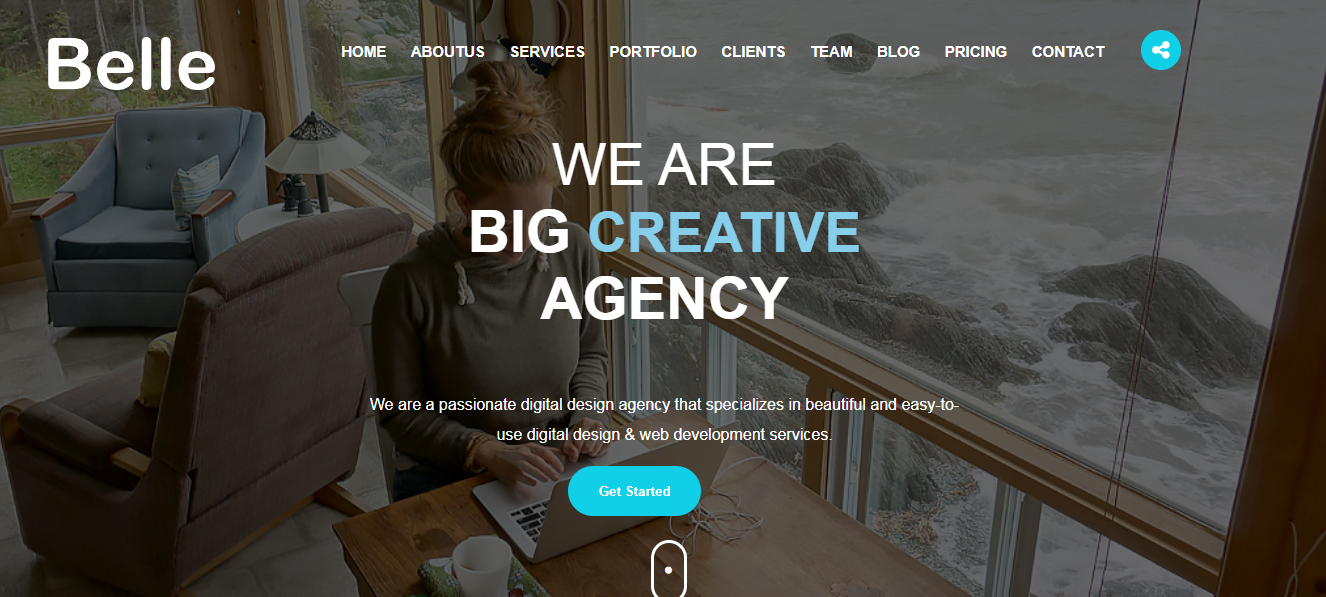 Belle
HOME ABOUTUS SERVICES PORTFOLIO CLIENTS TEAM BLOG PRICING CONTACT
WE ARE
BIG CREATIVE
AGENCY
We are a passionate digital design agency that specializes in beautiful and easy-to-
use digital design & web development services.
Get Started